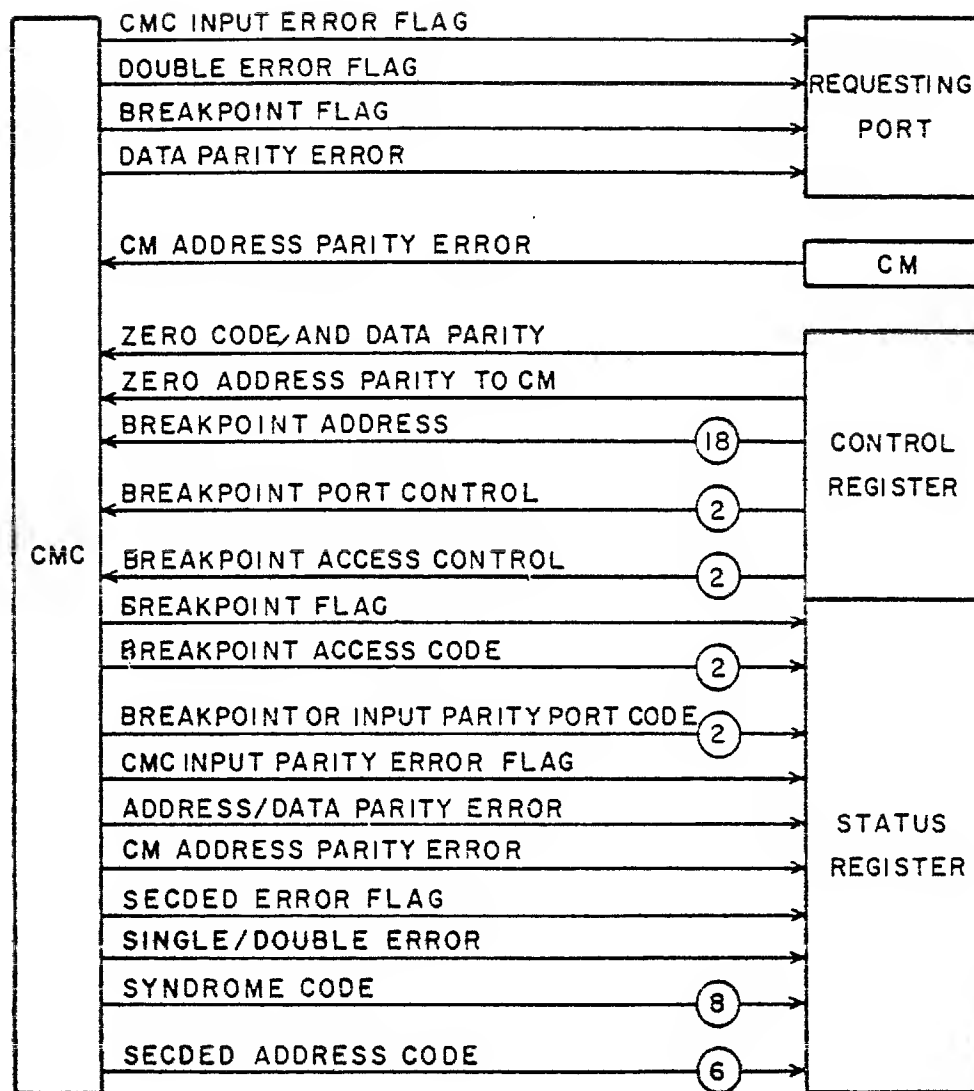 CMC INPUT ERROR FLAG
DOUBLE ERROR FLAG
BREAKPOINT FLAG
DATA PARITY ERROR
REQUESTING
PORT
CM ADDRESS PARITY ERROR
CM
ZERO CODE AND DATA PARITY
ZERO ADDRESS PARITY TO CM
BREAKPOINT ADDRESS
18
BREAKPOINT PORT CONTROL
2
BREAKPOINT ACCESS CONTROL
2
CONTROL
REGISTER
CMC
BREAKPOINT FLAG
BREAKPOINT ACCESS CODE
2
BREAKPOINT OR INPUT PARITY PORT CODE
2
CMC INPUT PARITY ERROR FLAG
ADDRESS/DATA PARITY ERROR
CM ADDRESS PARITY ERROR
SECDED ERROR FLAG
SINGLE/DOUBLE ERROR
SYNDROME CODE
8
SECDED ADDRESS CODE
6
STATUS
REGISTER